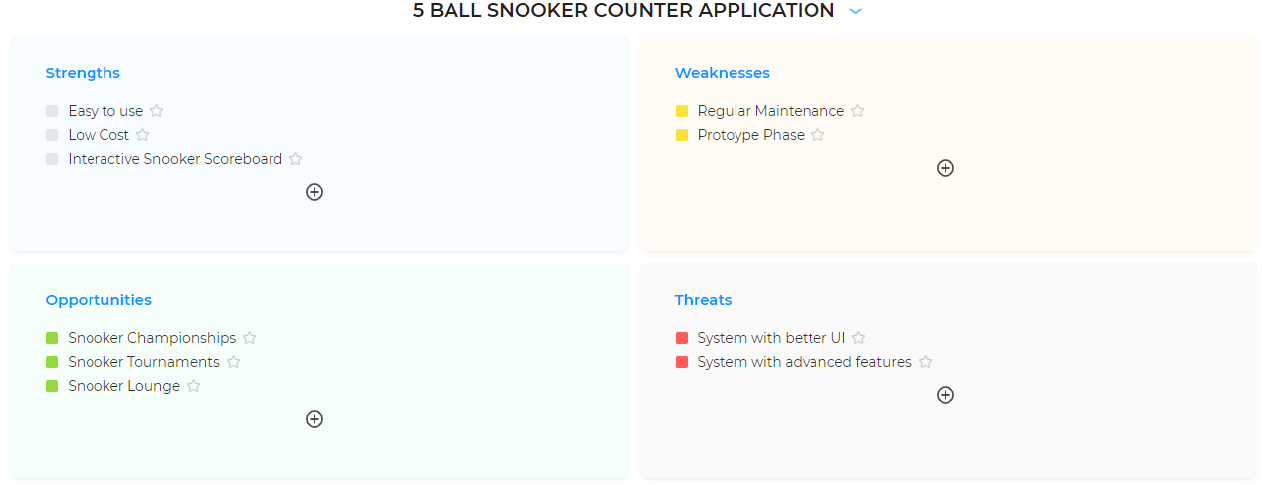 5 BALL SNOOKER COUNTER APPLICATION
Strengths
Easy to use
Low Cost
Interactive Snooker Scoreboard
Weaknesses
Regular Maintenance
Protoype Phase
Opportunities
Snooker Championships
Snooker Tournaments
Snooker Lounge
Threats
System with better UI
System with advanced features